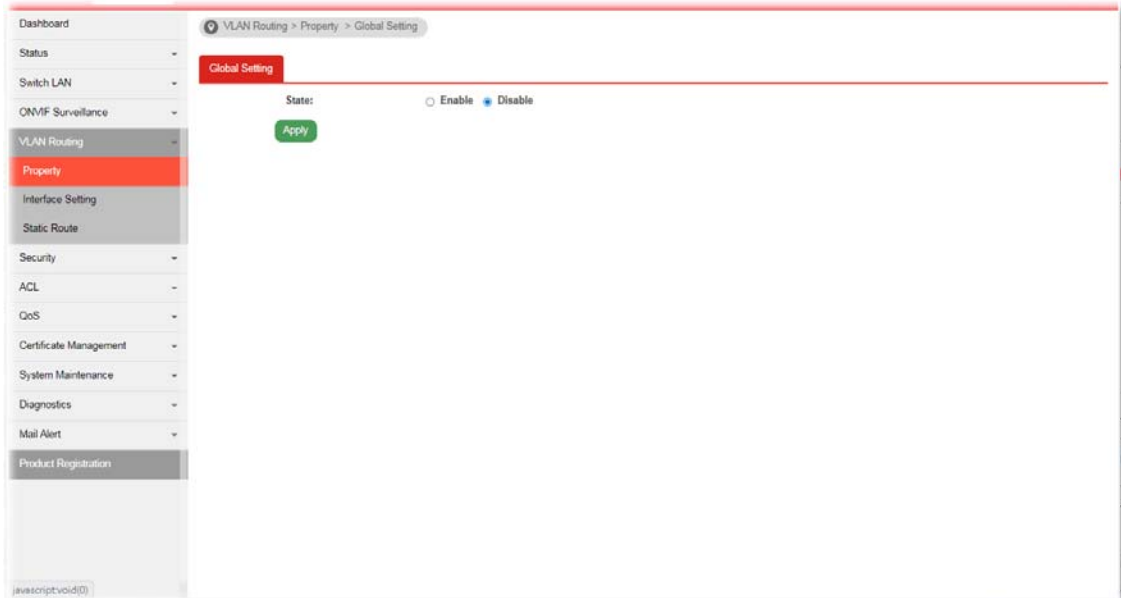 Dashboard
Status
Switch LAN
ONVIF Surveillance
VLAN Routing
Property
Interface Setting
Static Route
Security
ACL
QoS
Certificate Management
System Maintenance
Diagnostics
Mail Alert
Product Registration
javascript:void(0)
VLAN Routing > Property > Global Setting
Global Setting
State: Enable Disable
Apply